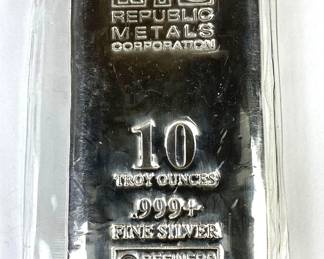 REPUBLIC
METALS
CORPORATION
10
TROY OUNCES
.999+
FINE SILVER